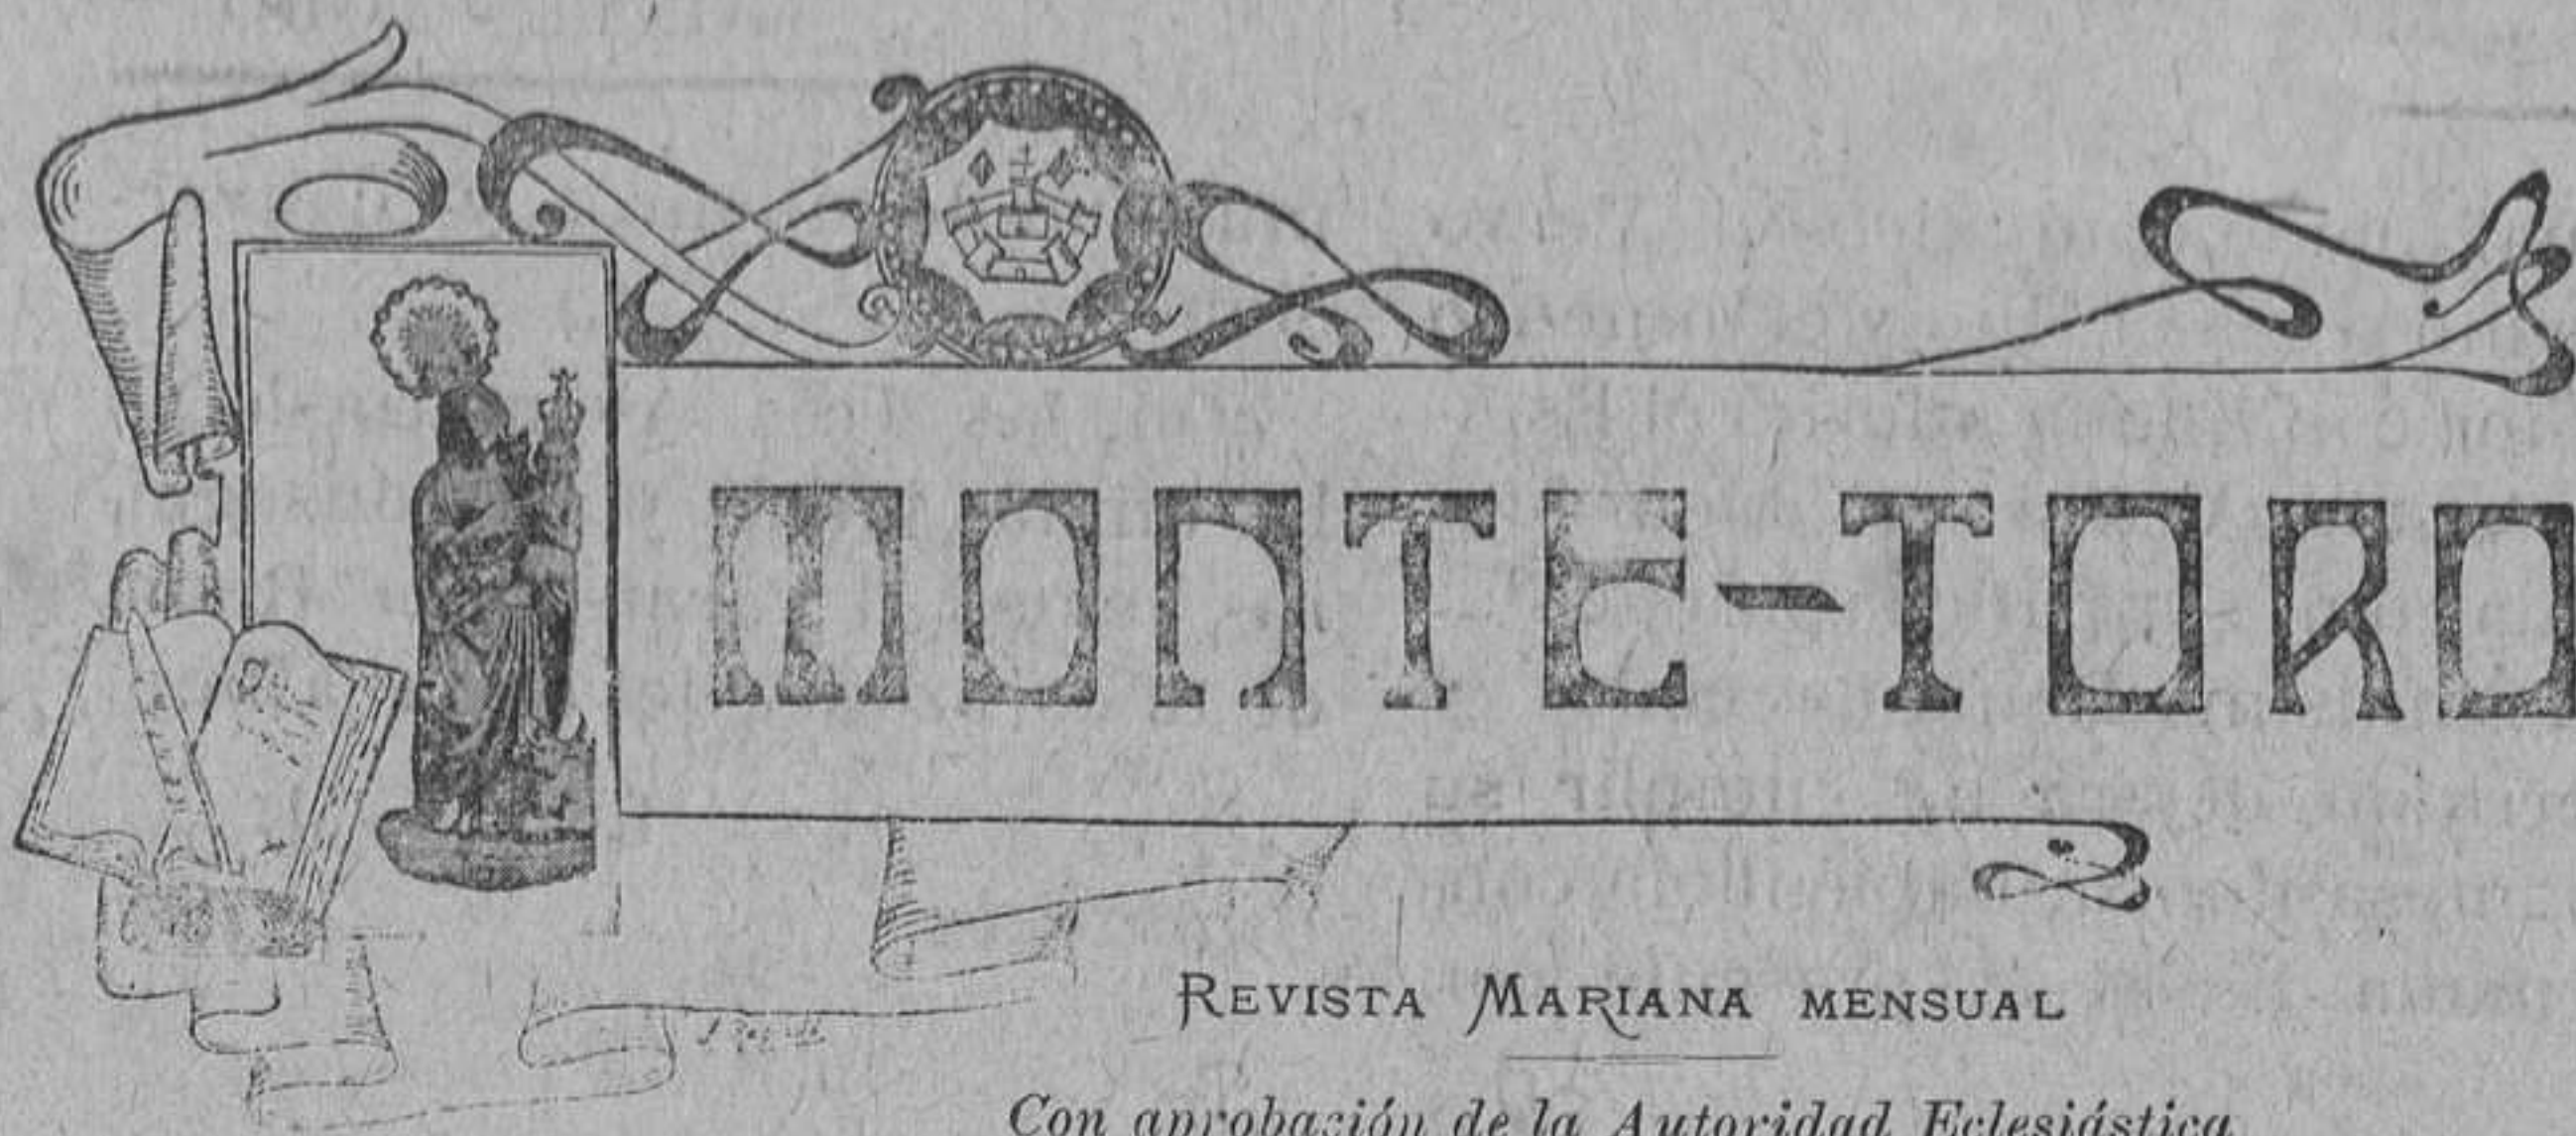 MONTE-TORO
REVISTA MARIANA MENSUAL
Con aprobación de la Autoridad Eclesiástica